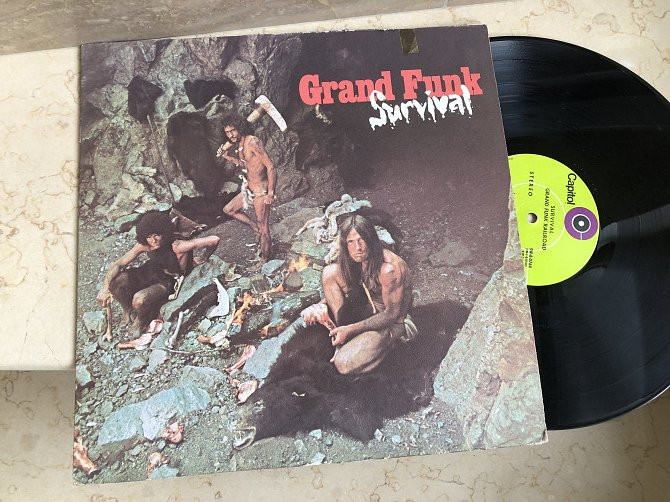 Grand Funk
Survival
Capitol
STEREO
SURVIVAL
GRAND FUNK RAILROAD